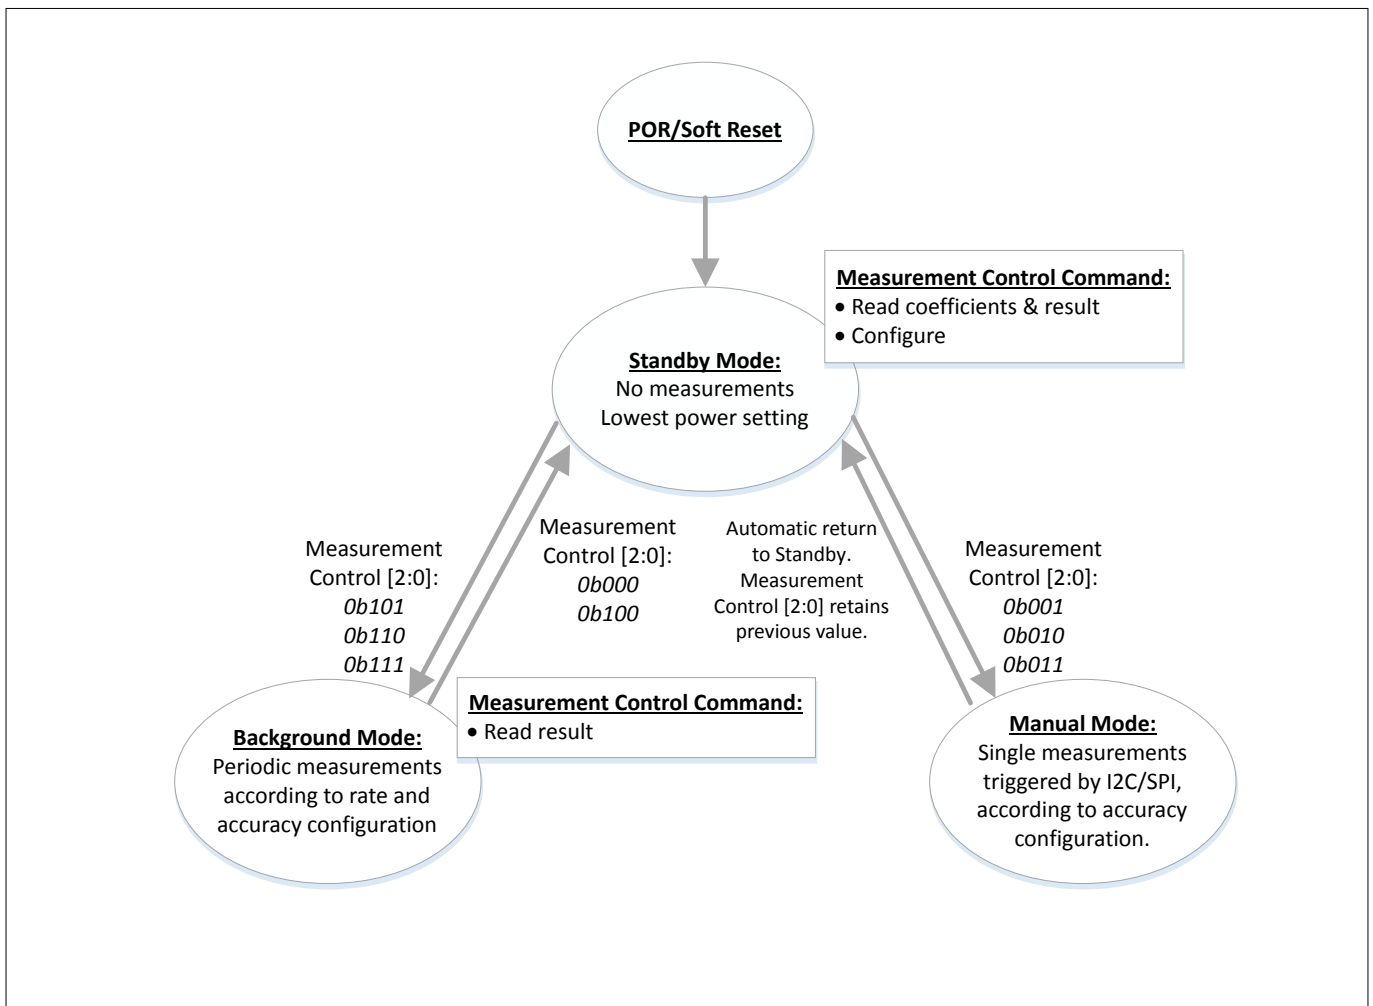 POR/Soft Reset
Measurement Control Command:
• Read coefficients & result
• Configure
Standby Mode:
No measurements
Lowest power setting
Measurement
Control [2:0]:
0b101
0b110
0b111
Measurement
Control [2:0]:
0b000
0b100
Automatic return
to Standby.
Measurement
Control [2:0] retains
previous value.
Measurement
Control [2:0]:
0b001
0b010
0b011
Measurement Control Command:
• Read result
Background Mode:
Periodic measurements
according to rate and
accuracy configuration
Manual Mode:
Single measurements
triggered by I2C/SPI,
according to accuracy
configuration.